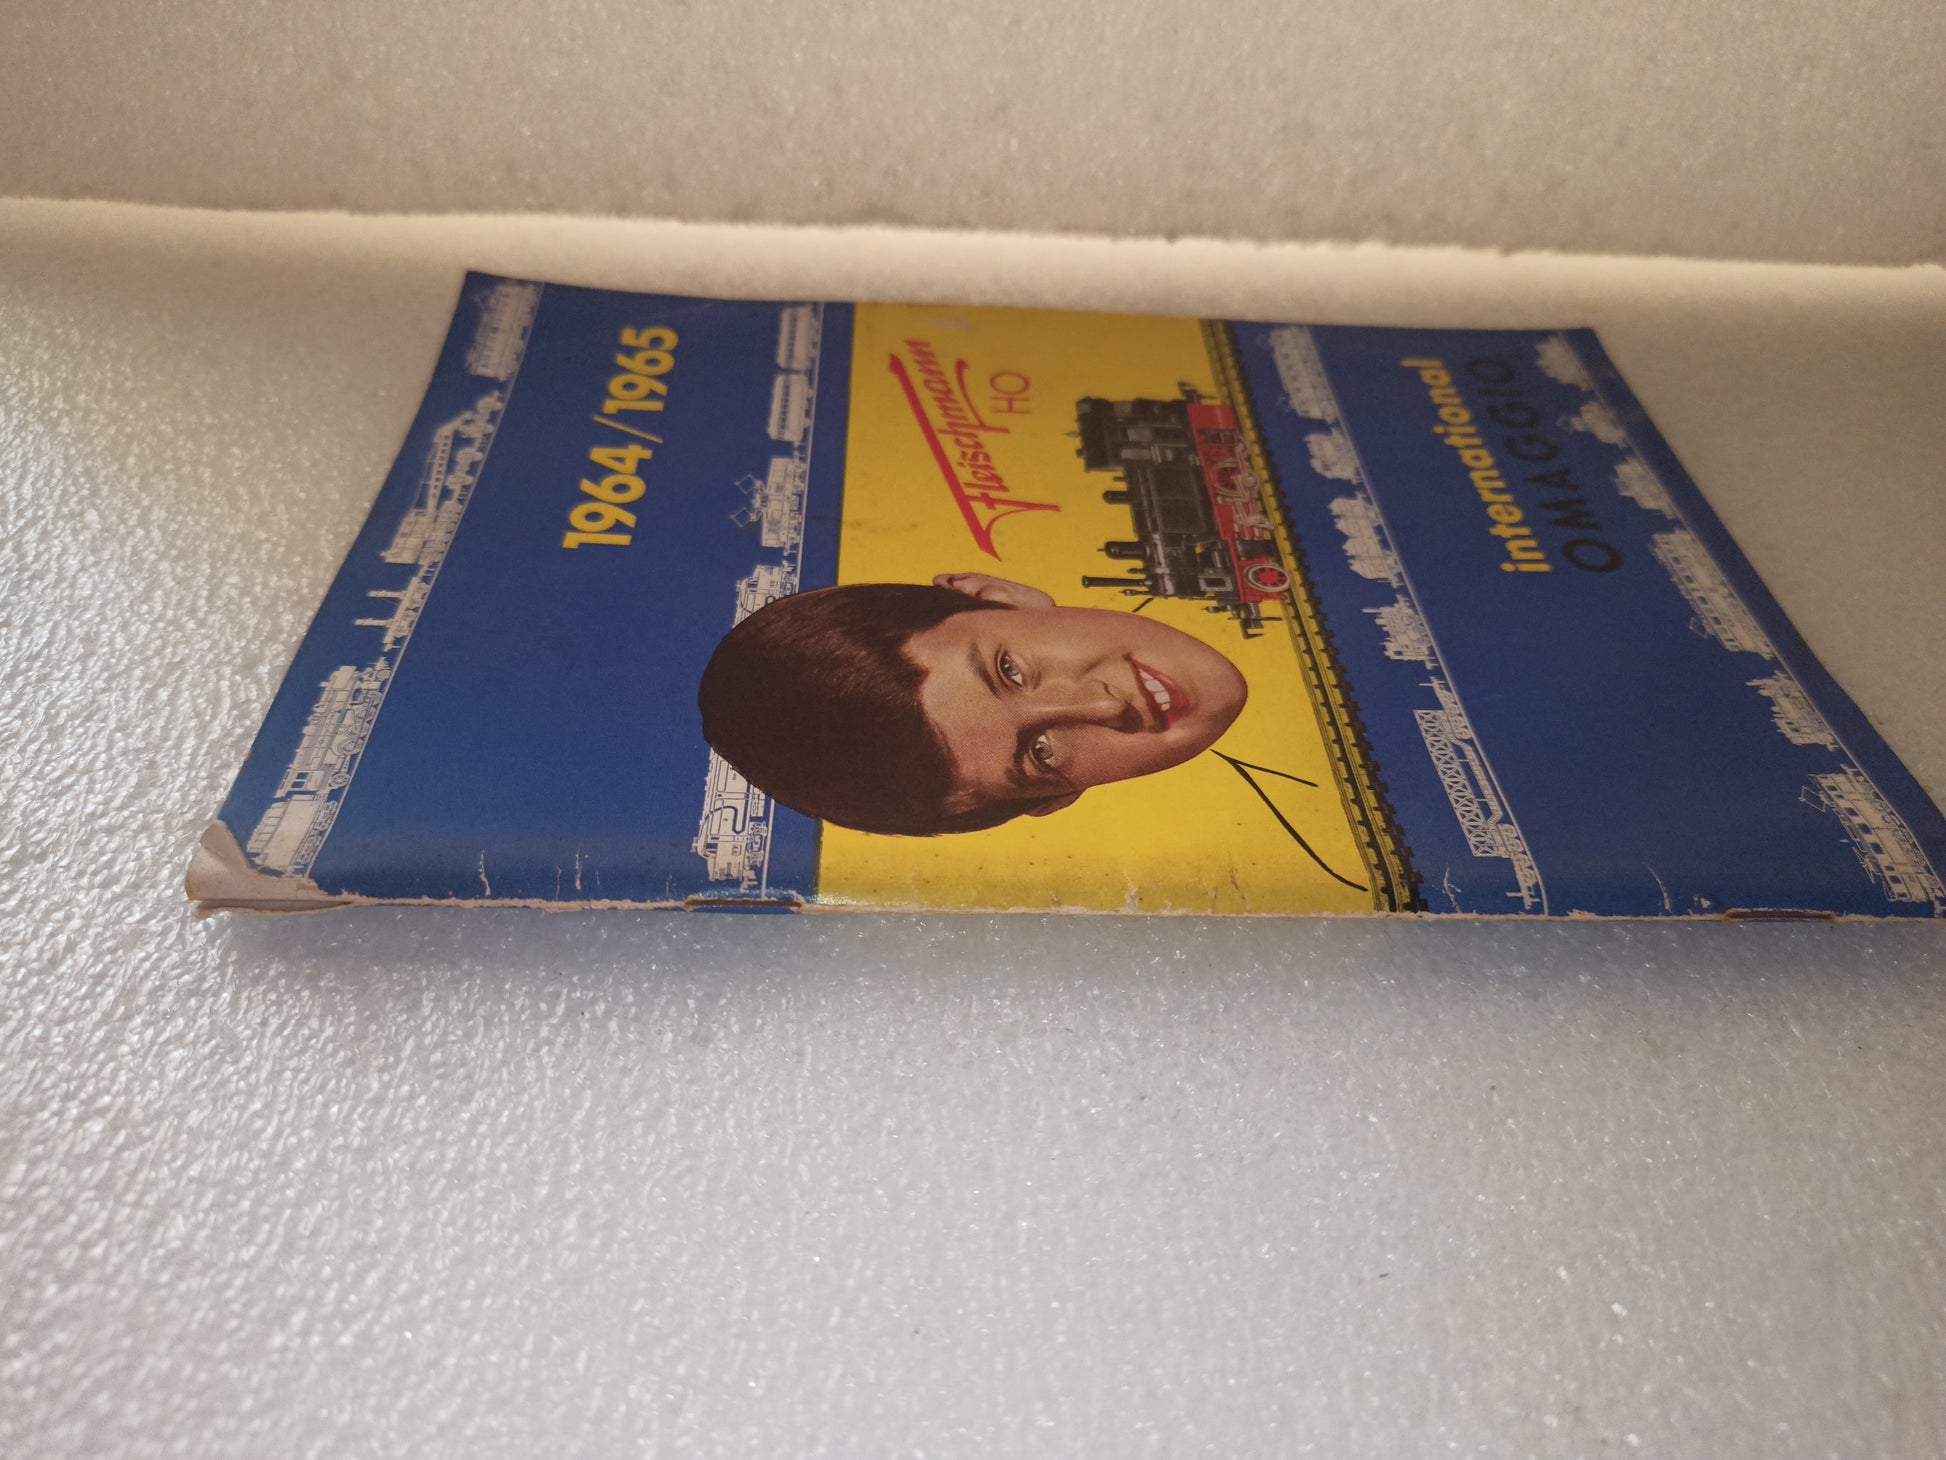 1964/1965
Fleischmann
HO
international
OMAGGIO